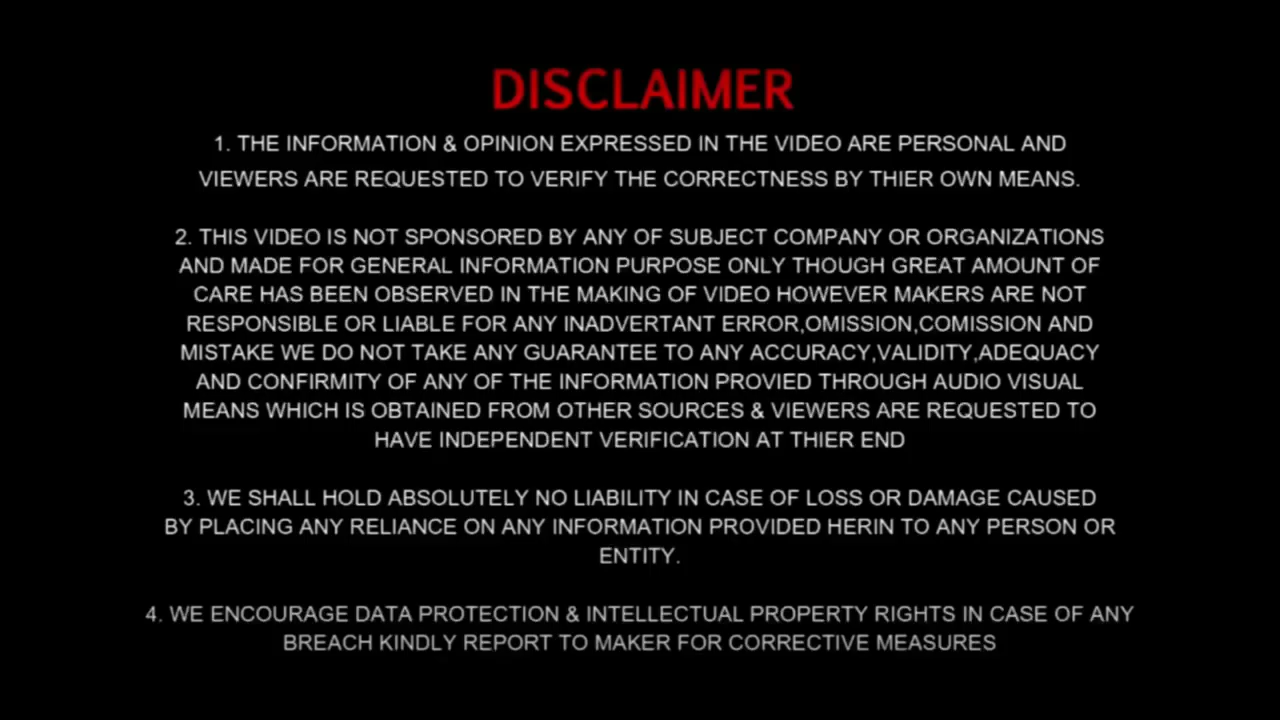 DISCLAIMER
1. THE INFORMATION & OPINION EXPRESSED IN THE VIDEO ARE PERSONAL AND
VIEWERS ARE REQUESTED TO VERIFY THE CORRECTNESS BY THIER OWN MEANS.
2. THIS VIDEO IS NOT SPONSORED BY ANY OF SUBJECT COMPANY OR ORGANIZATIONS
AND MADE FOR GENERAL INFORMATION PURPOSE ONLY THOUGH GREAT AMOUNT OF
CARE HAS BEEN OBSERVED IN THE MAKING OF VIDEO HOWEVER MAKERS ARE NOT
RESPONSIBLE OR LIABLE FOR ANY INADVERTANT ERROR,OMISSION,COMISSION AND
MISTAKE WE DO NOT TAKE ANY GUARANTEE TO ANY ACCURACY,VALIDITY,ADEQUACY
AND CONFIRMITY OF ANY OF THE INFORMATION PROVIED THROUGH AUDIO VISUAL
MEANS WHICH IS OBTAINED FROM OTHER SOURCES & VIEWERS ARE REQUESTED TO
HAVE INDEPENDENT VERIFICATION AT THIER END
3. WE SHALL HOLD ABSOLUTELY NO LIABILITY IN CASE OF LOSS OR DAMAGE CAUSED
BY PLACING ANY RELIANCE ON ANY INFORMATION PROVIDED HERIN TO ANY PERSON OR
ENTITY.
4. WE ENCOURAGE DATA PROTECTION & INTELLECTUAL PROPERTY RIGHTS IN CASE OF ANY
BREACH KINDLY REPORT TO MAKER FOR CORRECTIVE MEASURES